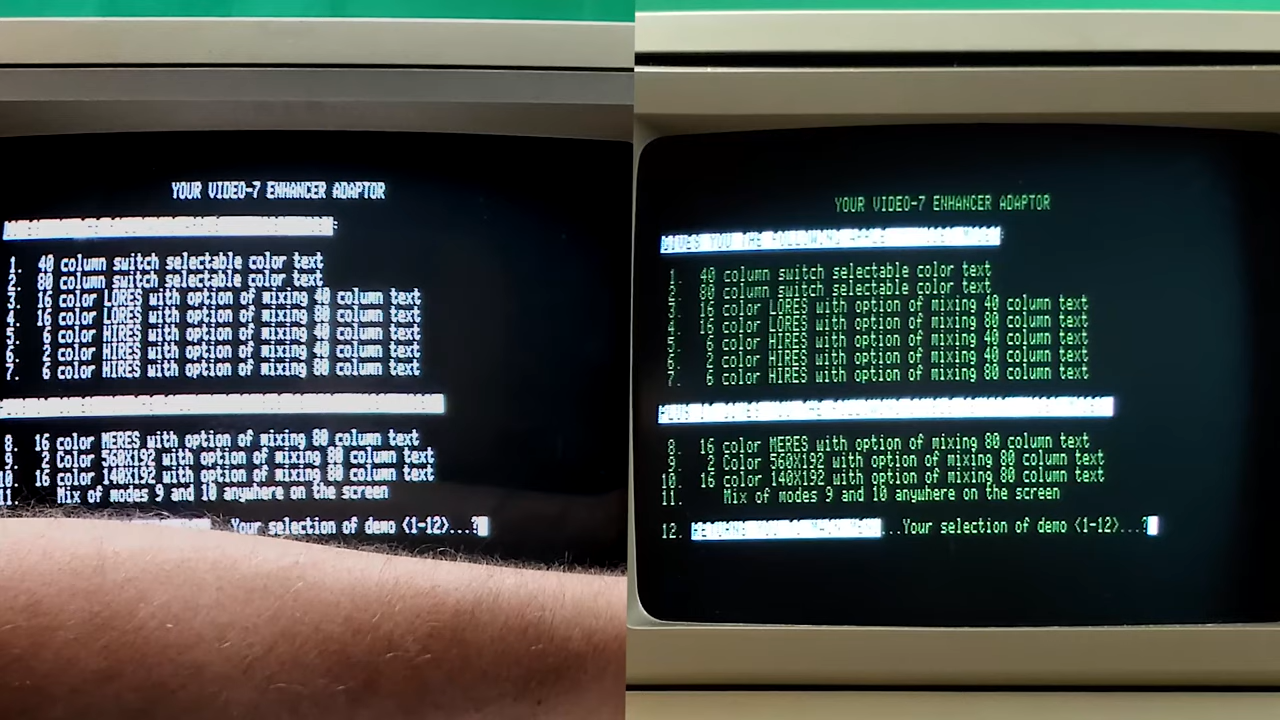 YOUR VIDEO-7 ENHANCER ADAPTOR
1. 40 column switch selectable color text
2. 80 column switch selectable color text
3. 16 color LORES with option of mixing 40 column text
4. 16 color LORES with option of mixing 80 column text
5. 6 color HIRES with option of mixing 40 column text
6. 2 color HIRES with option of mixing 40 column text
7. 6 color HIRES with option of mixing 80 column text
8. 16 color MERES with option of mixing 80 column text
9. 2 Color 560X192 with option of mixing 80 column text
10. 16 color 140X192 with option of mixing 80 column text
11. Mix of modes 9 and 10 anywhere on the screen
Your selection of demo <1-12>...?
YOUR VIDEO-7 ENHANCER ADAPTOR
GIVES YOU THE FOLLOWING APPLE
1. 40 column switch selectable color text
2. 80 column switch selectable color text
3. 16 color LORES with option of mixing 40 column text
4. 16 color LORES with option of mixing 80 column text
5. 6 color HIRES with option of mixing 40 column text
6. 2 color HIRES with option of mixing 40 column text
7. 6 color HIRES with option of mixing 80 column text
8. 16 color MERES with option of mixing 80 column text
9. 2 Color 560X192 with option of mixing 80 column text
10. 16 color 140X192 with option of mixing 80 column text
11. Mix of modes 9 and 10 anywhere on the screen
12. ...Your selection of demo <1-12>...?